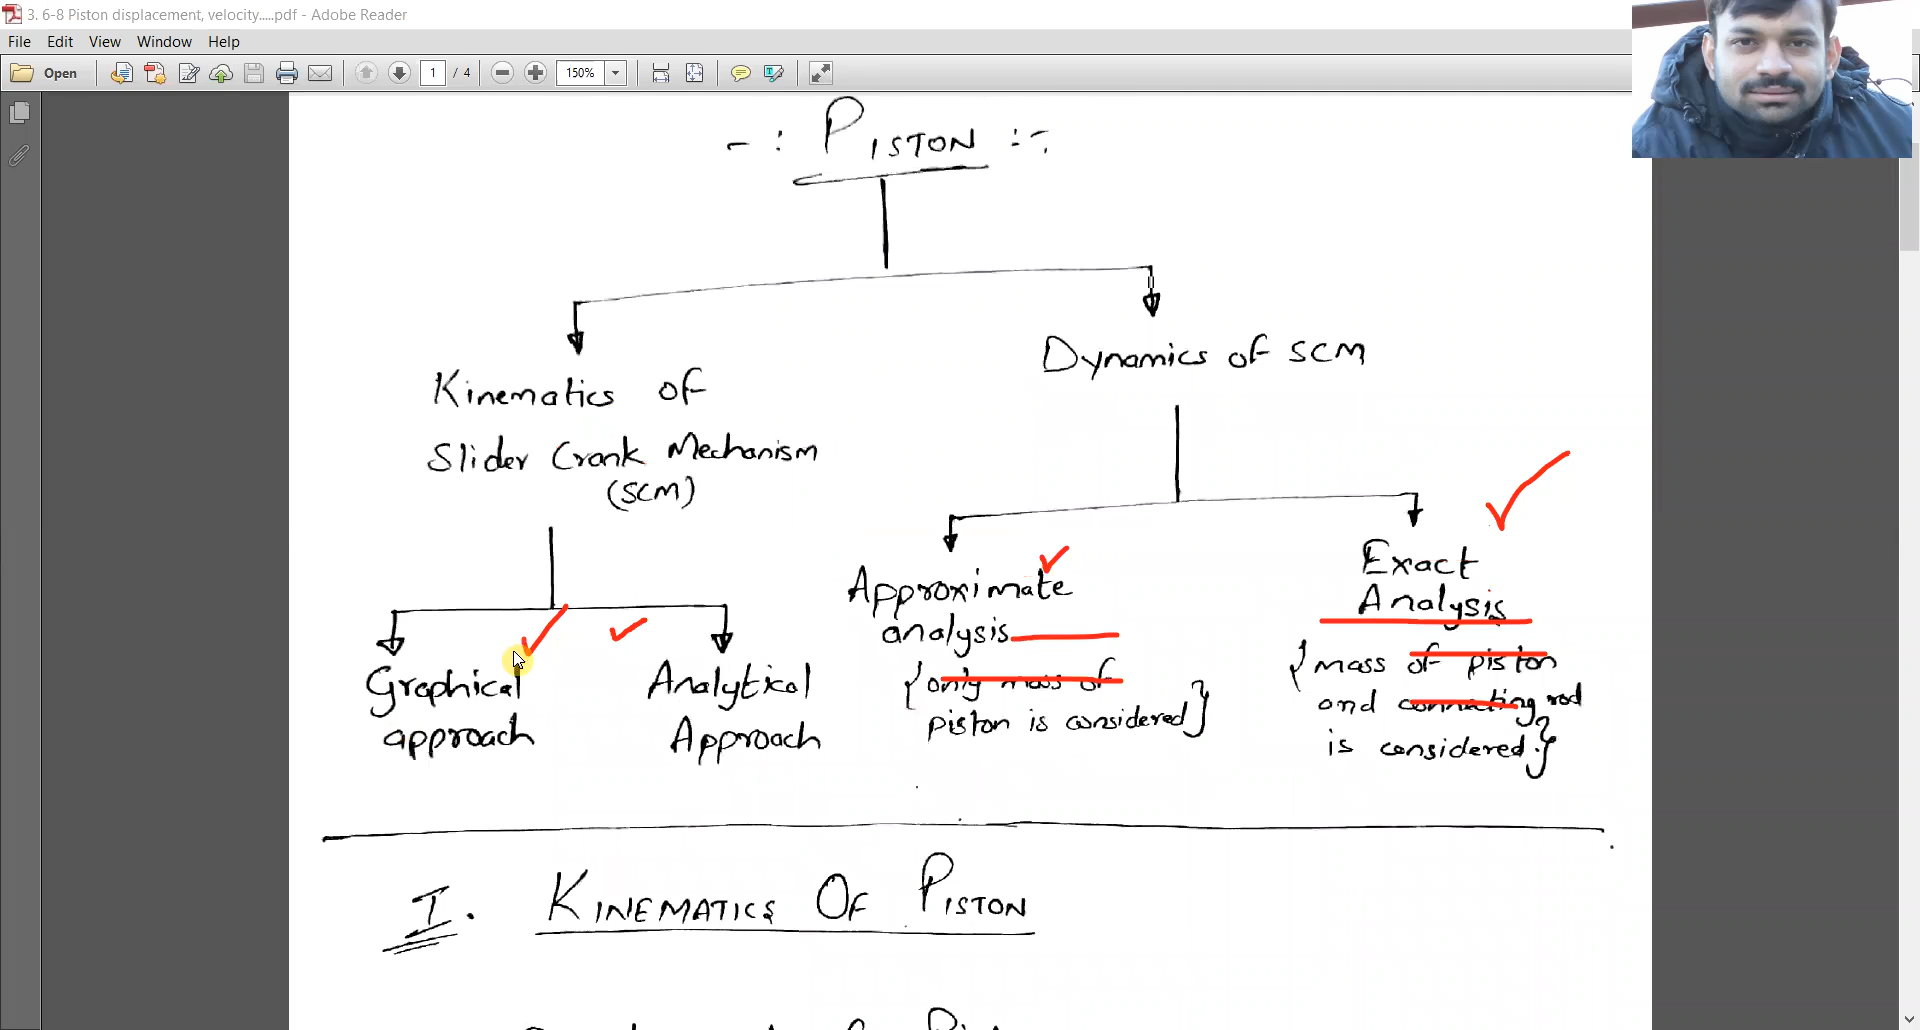 3. 6-8 Piston displacement, velocity.....pdf - Adobe Reader
File Edit View Window Help
Open 1 / 4 150%
- : PISTON : -
Kinematics of
Slider Crank Mechanism
(SCM)
Dynamics of SCM
Graphical
approach
Analytical
Approach
Approximate
analysis
{only mass of
piston is considered}
Exact
Analysis
{mass of piston
and connecting rod
is considered.}
I. KINEMATICS OF PISTON